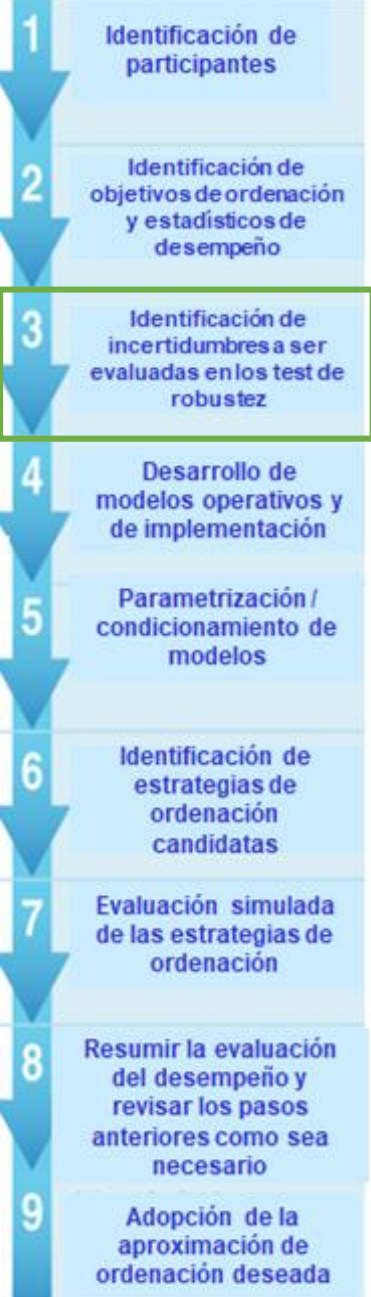 1
Identificación de
participantes
2
Identificación de
objetivos de ordenación
y estadísticos de
desempeño
3
Identificación de
incertidumbres a ser
evaluadas en los test de
robustez
4
Desarrollo de
modelos operativos y
de implementación
5
Parametrización /
condicionamiento de
modelos
6
Identificación de
estrategias de
ordenación
candidatas
7
Evaluación simulada
de las estrategias de
ordenación
8
Resumir la evaluación
del desempeño y
revisar los pasos
anteriores como sea
necesario
9
Adopción de la
aproximación de
ordenación deseada